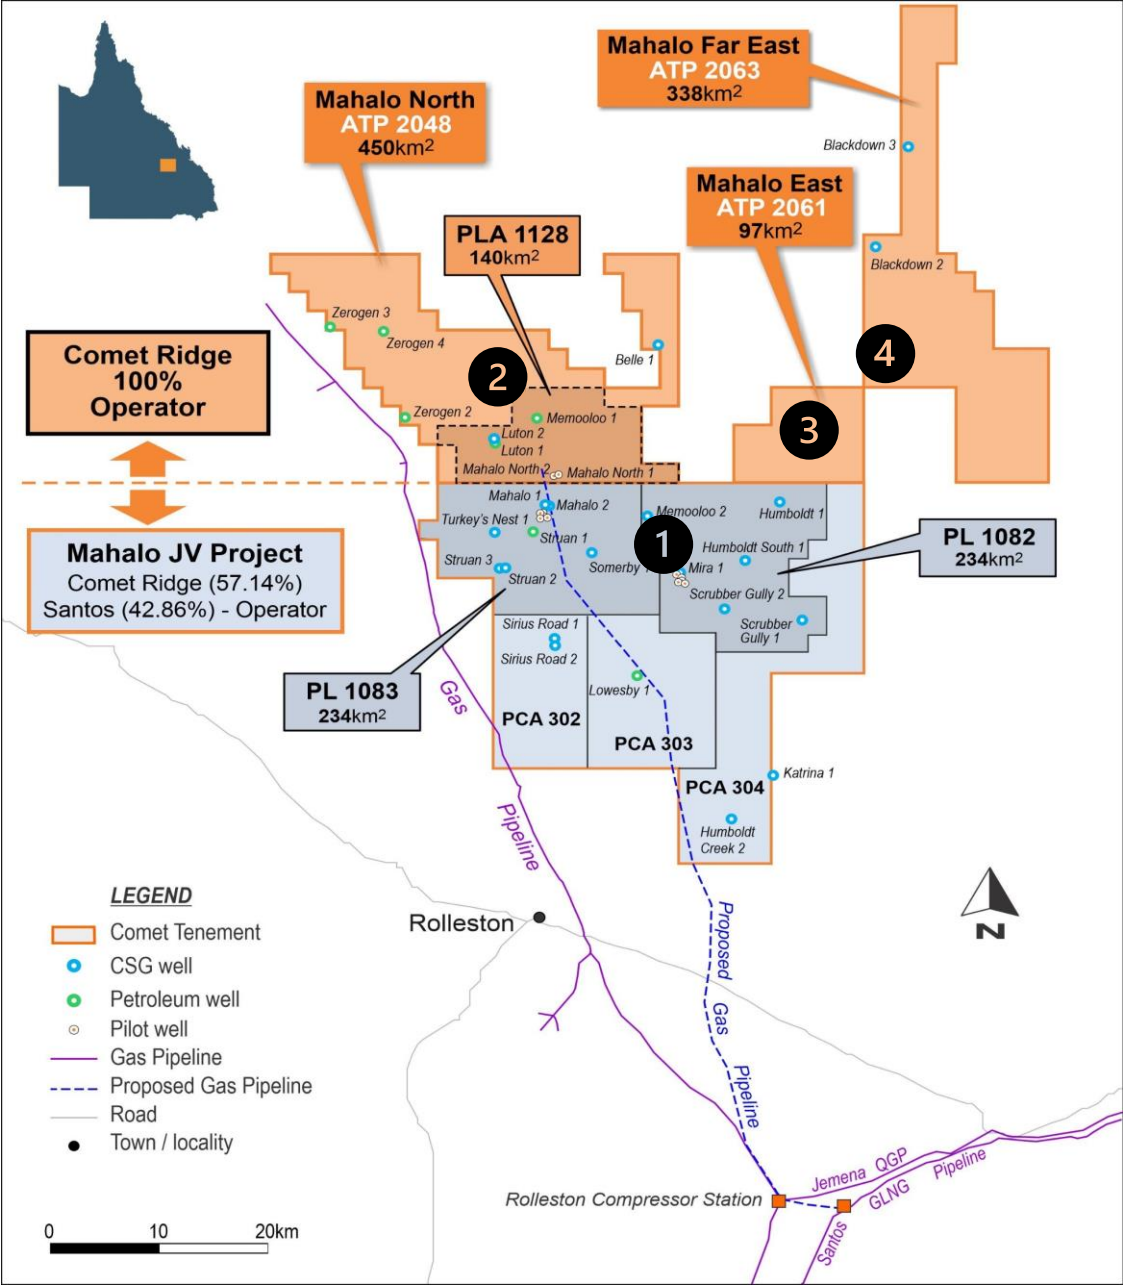 Mahalo Far East
ATP 2063
338km2
Mahalo North
ATP 2048
450km2
Blackdown 3
Mahalo East
ATP 2061
97km2
PLA 1128
140km2
Blackdown 2
Zerogen 3
Zerogen 4
Belle 1
Comet Ridge
100%
Operator
2
4
3
Zerogen 2
Memooloo 1
Luton 2
Luton 1
Mahalo North 2
Mahalo North 1
Mahalo JV Project
Comet Ridge (57.14%)
Santos (42.86%) - Operator
Mahalo 1
Mahalo 2
Memooloo 2
Humboldt 1
Turkey's Nest 1
Struan 1
1
Humboldt South 1
PL 1082
234km2
Struan 3
Struan 2
Somerby 1
Mira 1
Scrubber Gully 2
Scrubber
Gully 1
Sirius Road 1
Sirius Road 2
PL 1083
234km2
Lowesby 1
PCA 302
PCA 303
PCA 304
Katrina 1
Humboldt
Creek 2
Gas
Pipeline
Proposed
Gas
Pipeline
Rolleston
N
LEGEND
Comet Tenement
CSG well
Petroleum well
Pilot well
Gas Pipeline
Proposed Gas Pipeline
Road
Town / locality
0 10 20km
Rolleston Compressor Station
Jemena QGP
Santos GLNG Pipeline